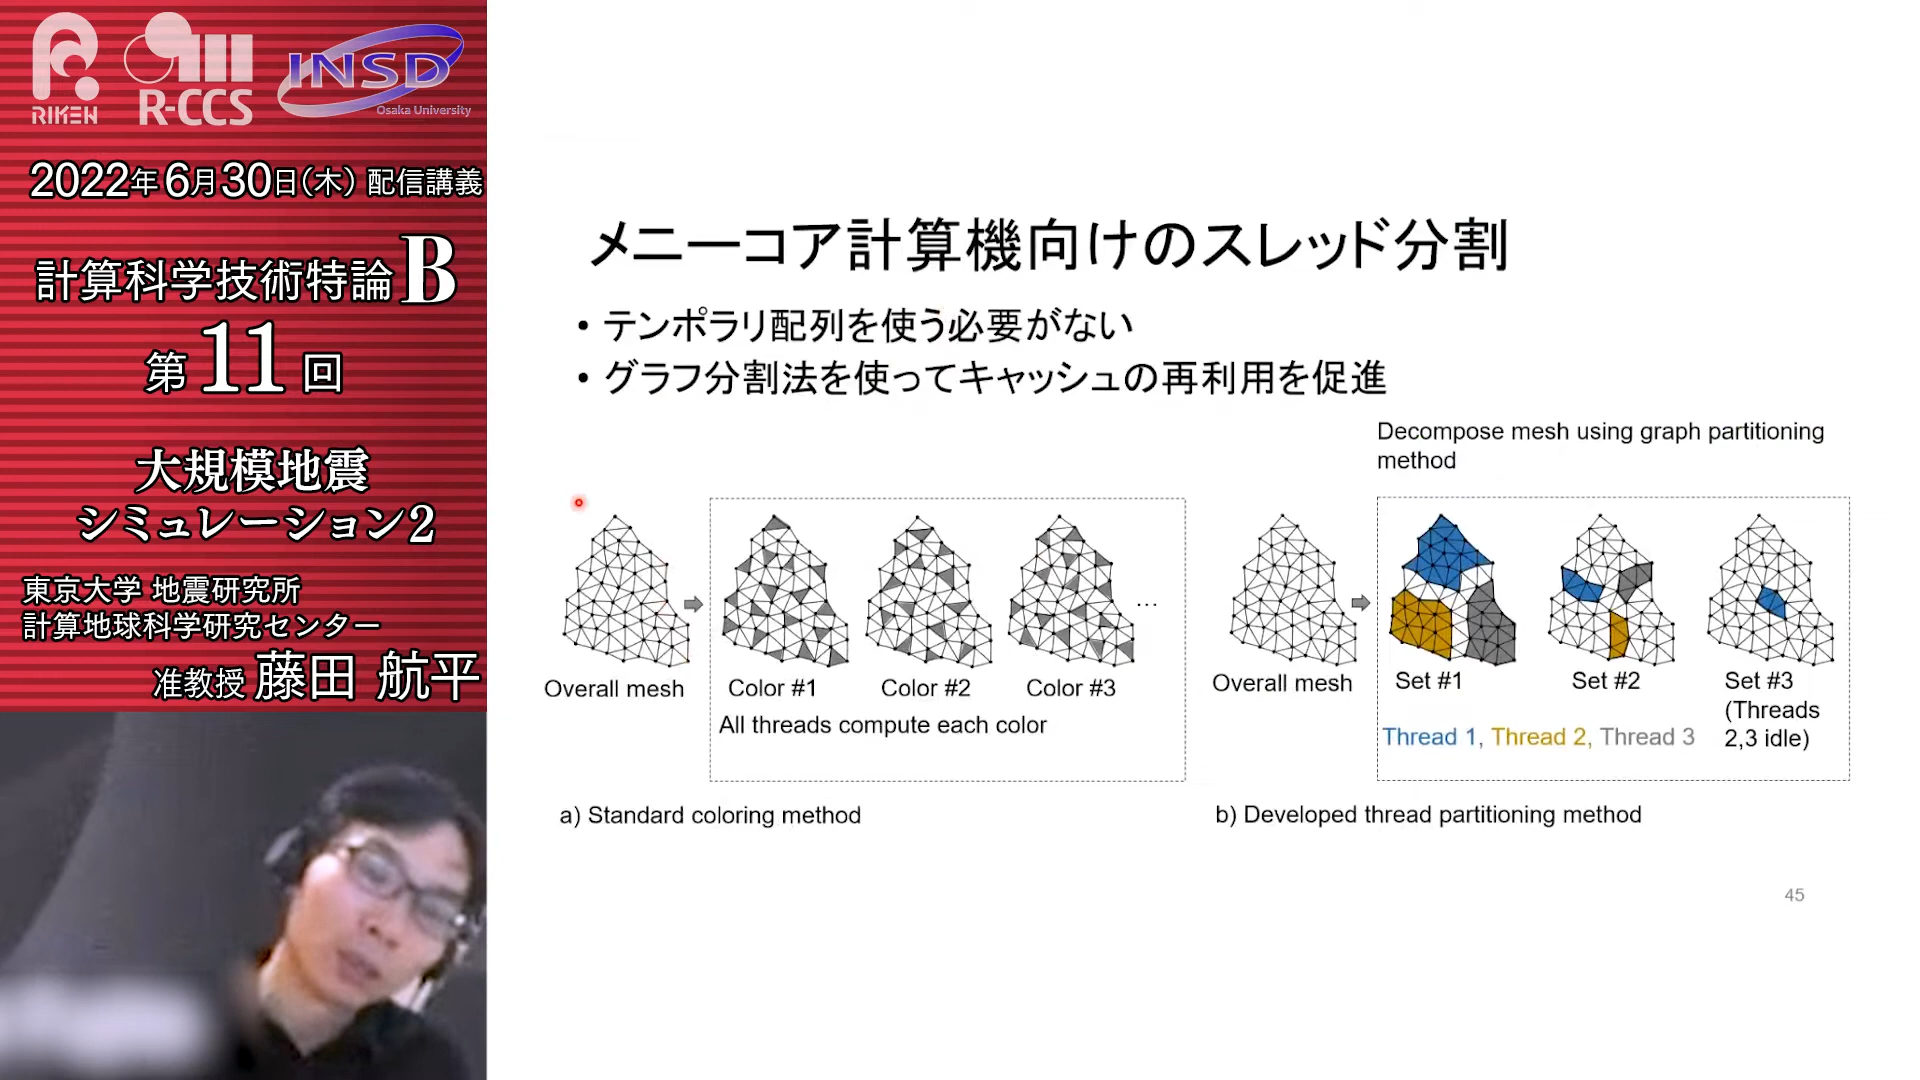 RIKEN
R-CCS
INSD
Osaka University
2022年6月30日(木) 配信講義
計算科学技術特論B
第11回
大規模地震
シミュレーション2
東京大学 地震研究所
計算地球科学研究センター
准教授 藤田 航平
メニーコア計算機向けのスレッド分割
• テンポラリ配列を使う必要がない
• グラフ分割法を使ってキャッシュの再利用を促進
Decompose mesh using graph partitioning
method
...
Overall mesh
Color #1
Color #2
Color #3
All threads compute each color
a) Standard coloring method
Overall mesh
Set #1
Set #2
Set #3
(Threads
2,3 idle)
Thread 1, Thread 2, Thread 3
b) Developed thread partitioning method
45